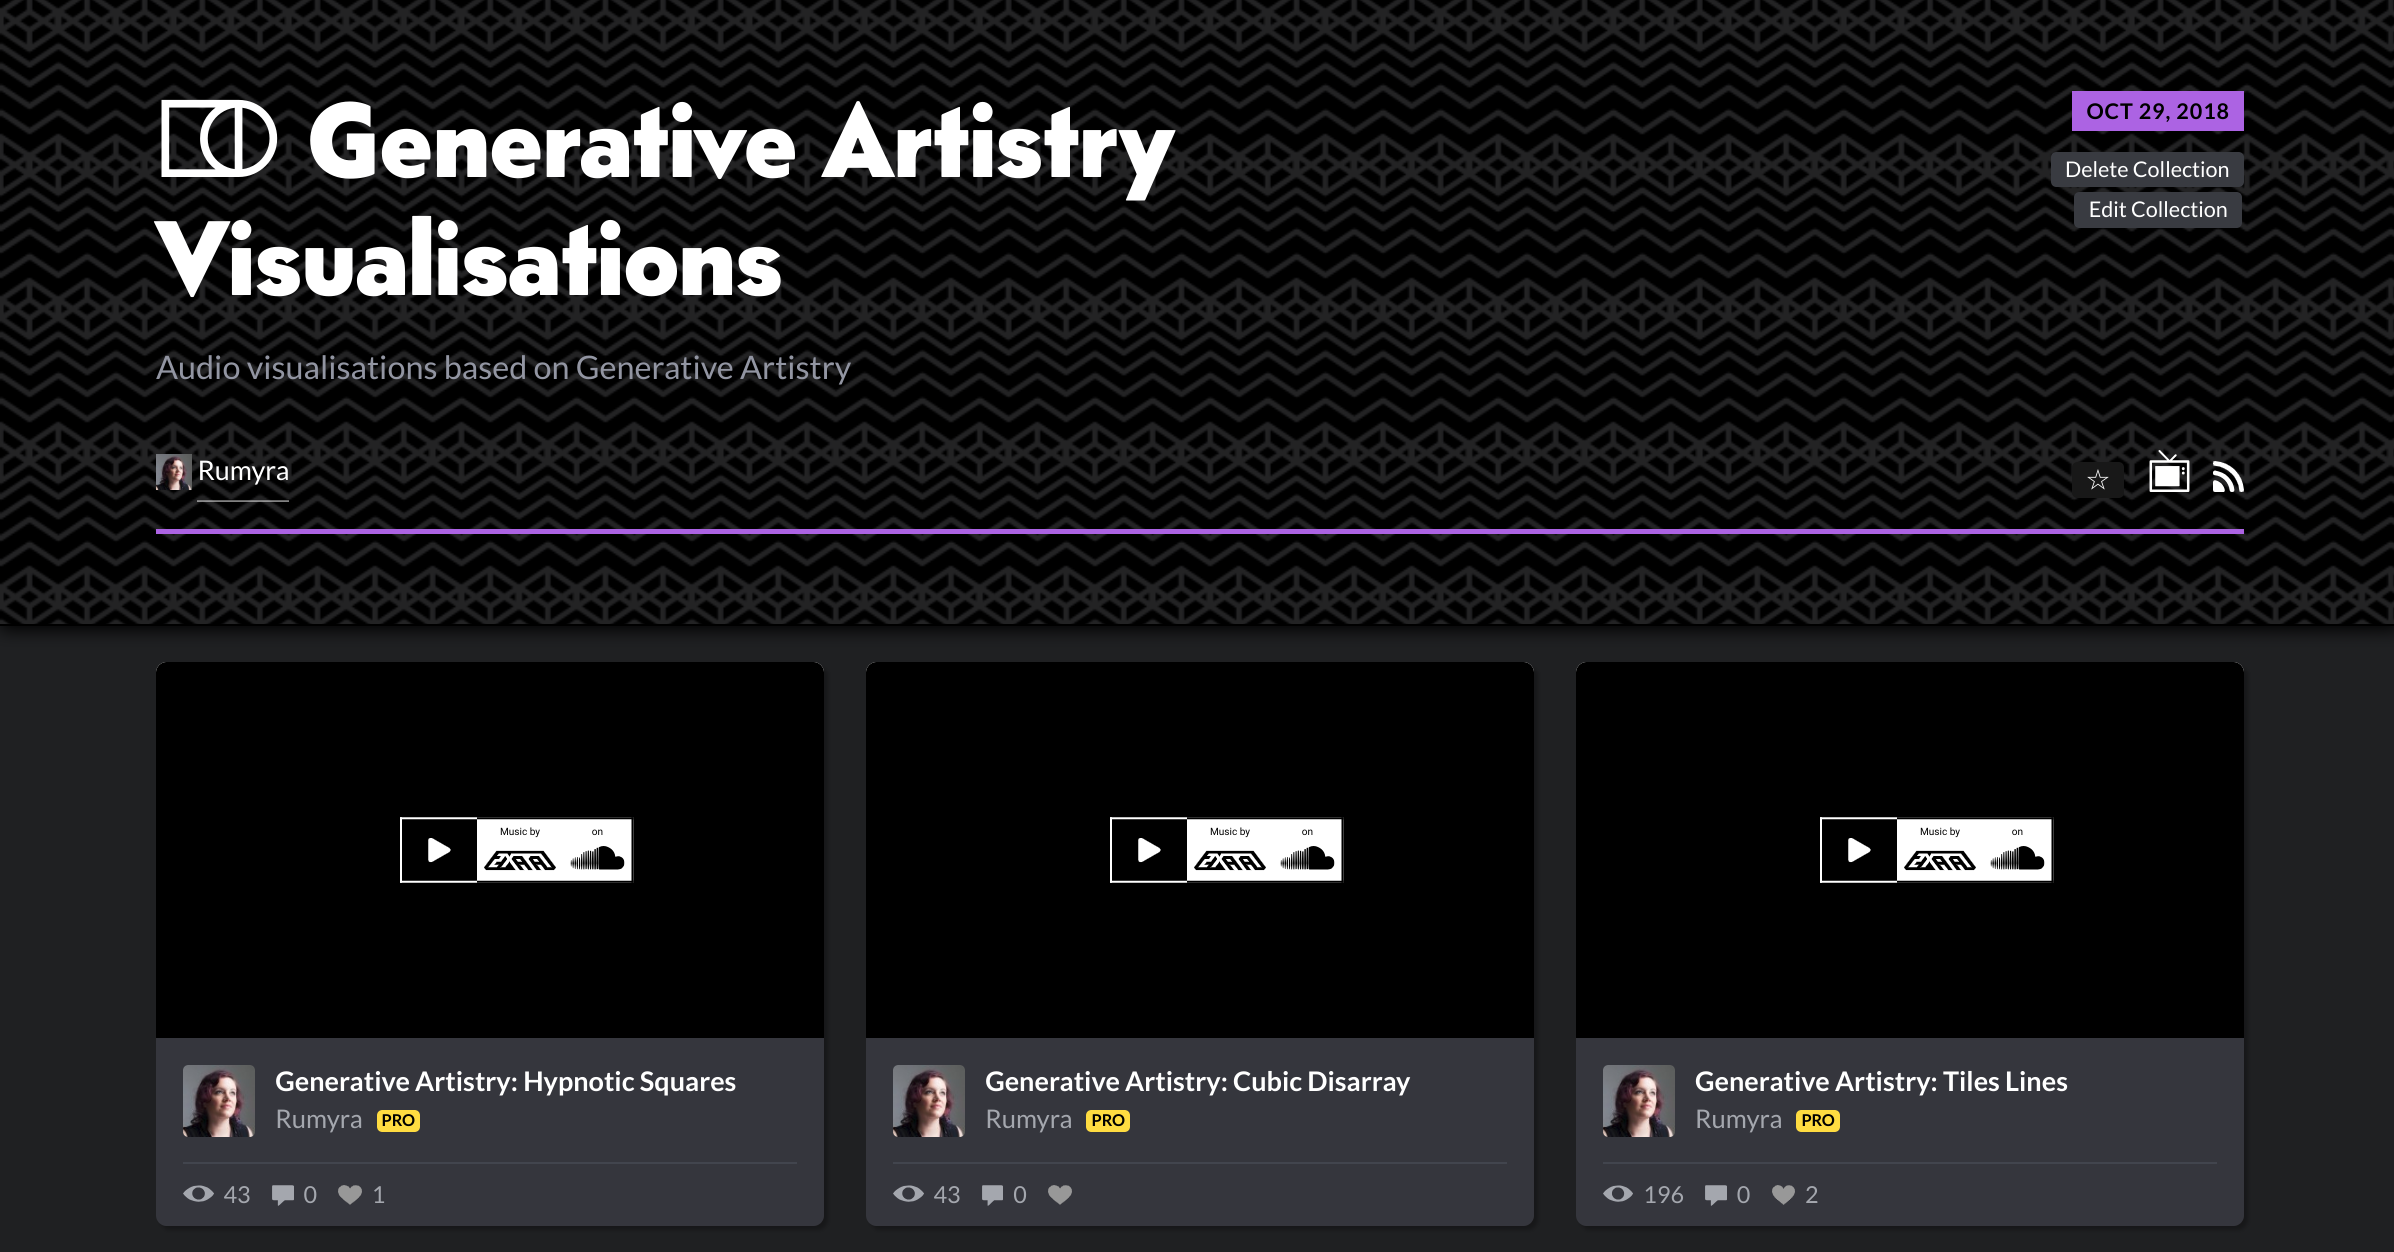 Generative Artistry
Visualisations
OCT 29, 2018
Delete Collection
Edit Collection
Audio visualisations based on Generative Artistry
Rumyra
Music by on
Music by on
Music by on
Generative Artistry: Hypnotic Squares
Rumyra PRO
43 0 1
Generative Artistry: Cubic Disarray
Rumyra PRO
43 0
Generative Artistry: Tiles Lines
Rumyra PRO
196 0 2